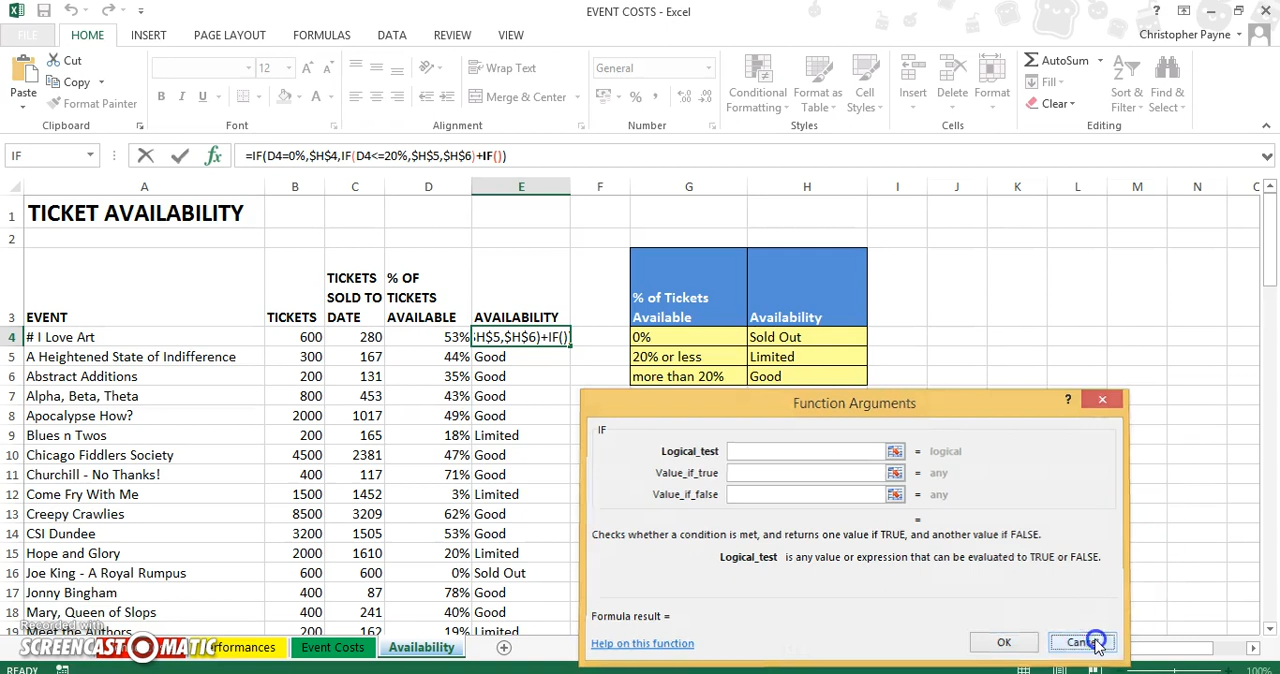 EVENT COSTS - Excel
FILE HOME INSERT PAGE LAYOUT FORMULAS DATA REVIEW VIEW Christopher Payne
Paste Cut Copy Format Painter Clipboard
12 A A B I U A Font
Wrap Text Merge & Center Alignment
General % , Number
Conditional Formatting Format as Table Cell Styles Styles
Insert Delete Format Cells
AutoSum Fill Clear Sort & Filter Find & Select Editing
IF fx =IF(D4=0%,$H$4,IF(D4<=20%,$H$5,$H$6)+IF())
A B C D E F G H I J K L M N
1 TICKET AVAILABILITY
2
3 EVENT TICKETS TICKETS SOLD TO DATE % OF TICKETS AVAILABLE AVAILABILITY % of Tickets Available Availability
4 # I Love Art 600 280 53% H$5,$H$6)+IF()) 0% Sold Out
5 A Heightened State of Indifference 300 167 44% Good 20% or less Limited
6 Abstract Additions 200 131 35% Good more than 20% Good
7 Alpha, Beta, Theta 800 453 43% Good
8 Apocalypse How? 2000 1017 49% Good
9 Blues n Twos 200 165 18% Limited
10 Chicago Fiddlers Society 4500 2381 47% Good
11 Churchill - No Thanks! 400 117 71% Good
12 Come Fry With Me 1500 1452 3% Limited
13 Creepy Crawlies 8500 3209 62% Good
14 CSI Dundee 3200 1505 53% Good
15 Hope and Glory 2000 1610 20% Limited
16 Joe King - A Royal Rumpus 600 600 0% Sold Out
17 Jonny Bingham 400 87 78% Good
18 Mary, Queen of Slops 400 241 40% Good
19 Meet the Authors 200 162 19% Limited
Function Arguments ?
IF
Logical_test = logical
Value_if_true = any
Value_if_false = any
=
Checks whether a condition is met, and returns one value if TRUE, and another value if FALSE.
Logical_test is any value or expression that can be evaluated to TRUE or FALSE.
Formula result =
Help on this function OK
Recorded with
SCREENCAST-O-MATIC
Event Costs Availability
READY 100%